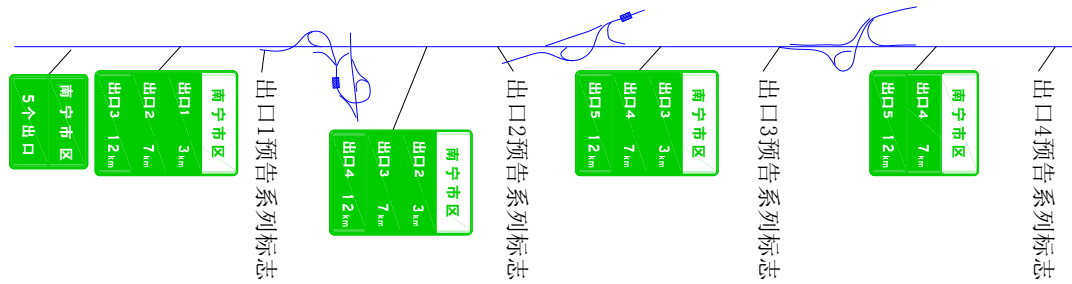 南宁市区
5个出口
南宁市区
出口1 3km
出口2 7km
出口3 12km
出口1预告系列标志
南宁市区
出口2 3km
出口3 7km
出口4 12km
出口2预告系列标志
南宁市区
出口3 3km
出口4 7km
出口5 12km
出口3预告系列标志
南宁市区
出口4 7km
出口5 12km
出口4预告系列标志